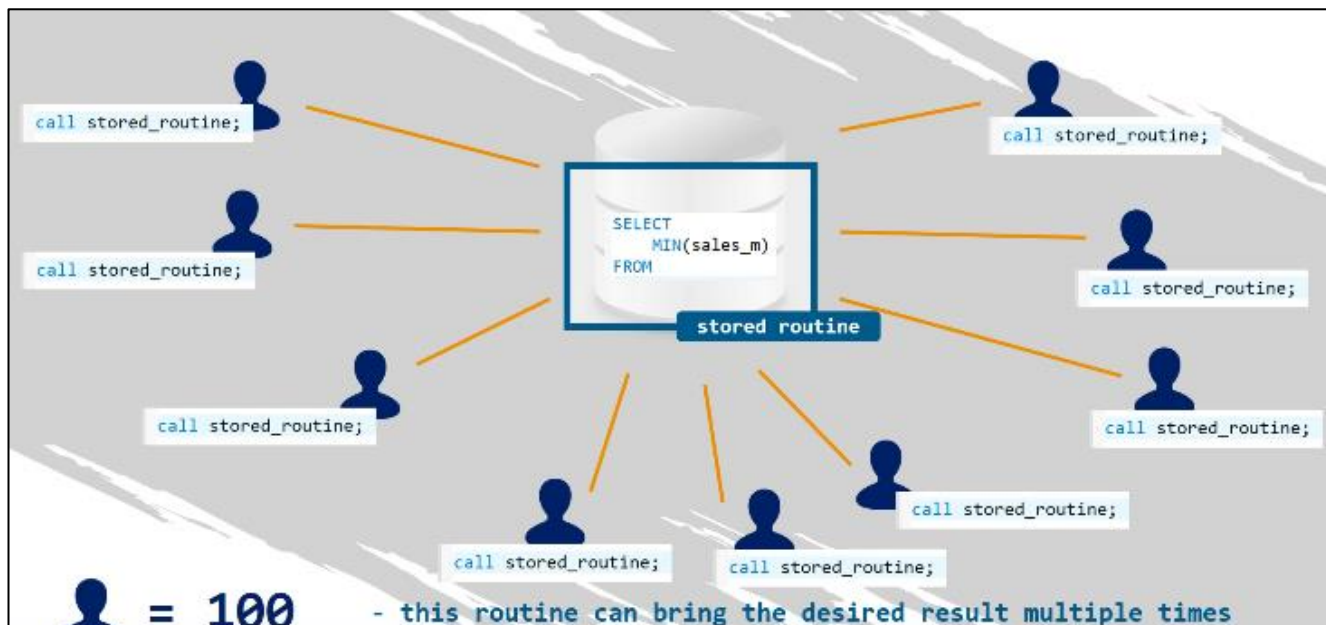 call stored_routine;
call stored_routine;
call stored_routine;
call stored_routine;
SELECT
MIN(sales_m)
FROM
stored routine
call stored_routine;
call stored_routine;
call stored_routine;
call stored_routine;
call stored_routine;
call stored_routine;
= 100
- this routine can bring the desired result multiple times